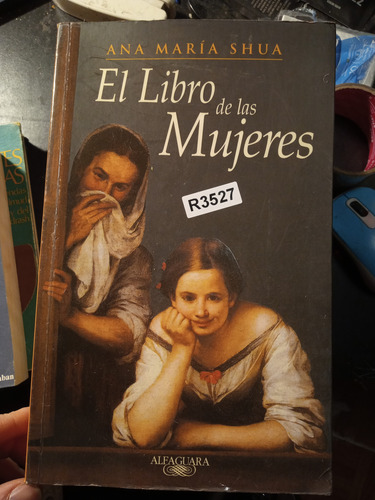 ANA MARÍA SHUA
El Libro
de las
Mujeres
R3527
ALFAGUARA